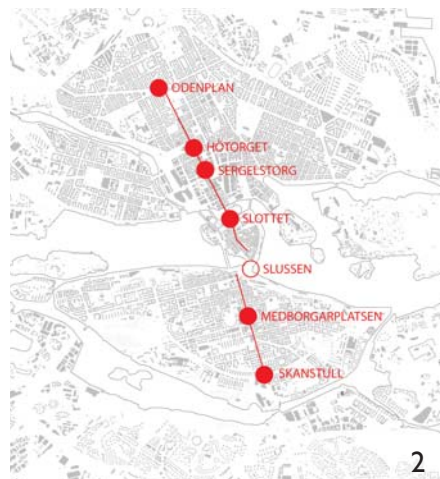 ODENPLAN
HÖTORGET
SERGELSTORG
SLOTTET
SLUSSEN
MEDBORGARPLATSEN
SKANSTULL
2